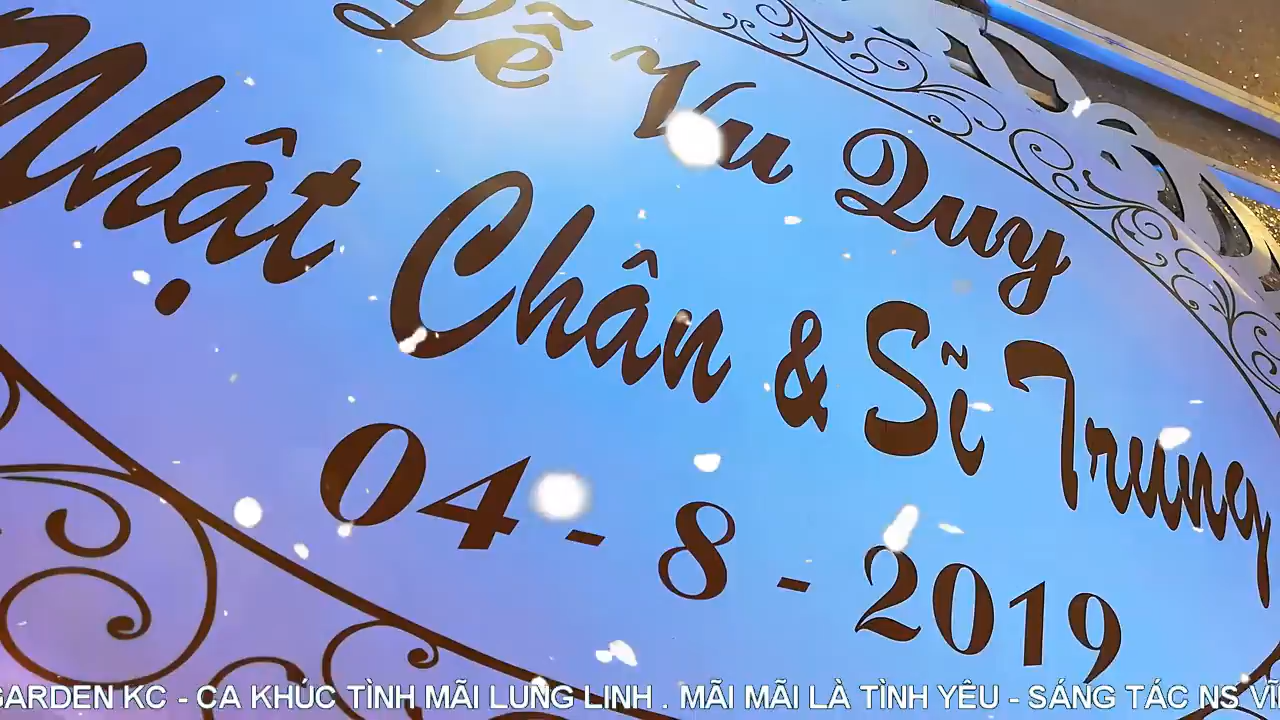 Lễ Vu Quy
Nhật Chân & Sĩ Trung
04 - 8 - 2019
GARDEN KC - CA KHÚC TÌNH MÃI LUNG LINH . MÃI MÃI LÀ TÌNH YÊU - SÁNG TÁC NS VĨ